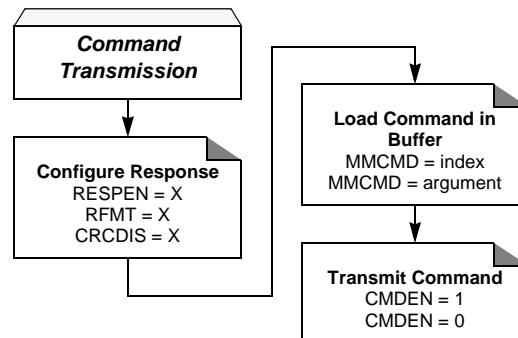 Command
Transmission
Configure Response
RESPEN = X
RFMT = X
CRCDIS = X
Load Command in
Buffer
MMCMD = index
MMCMD = argument
Transmit Command
CMDEN = 1
CMDEN = 0